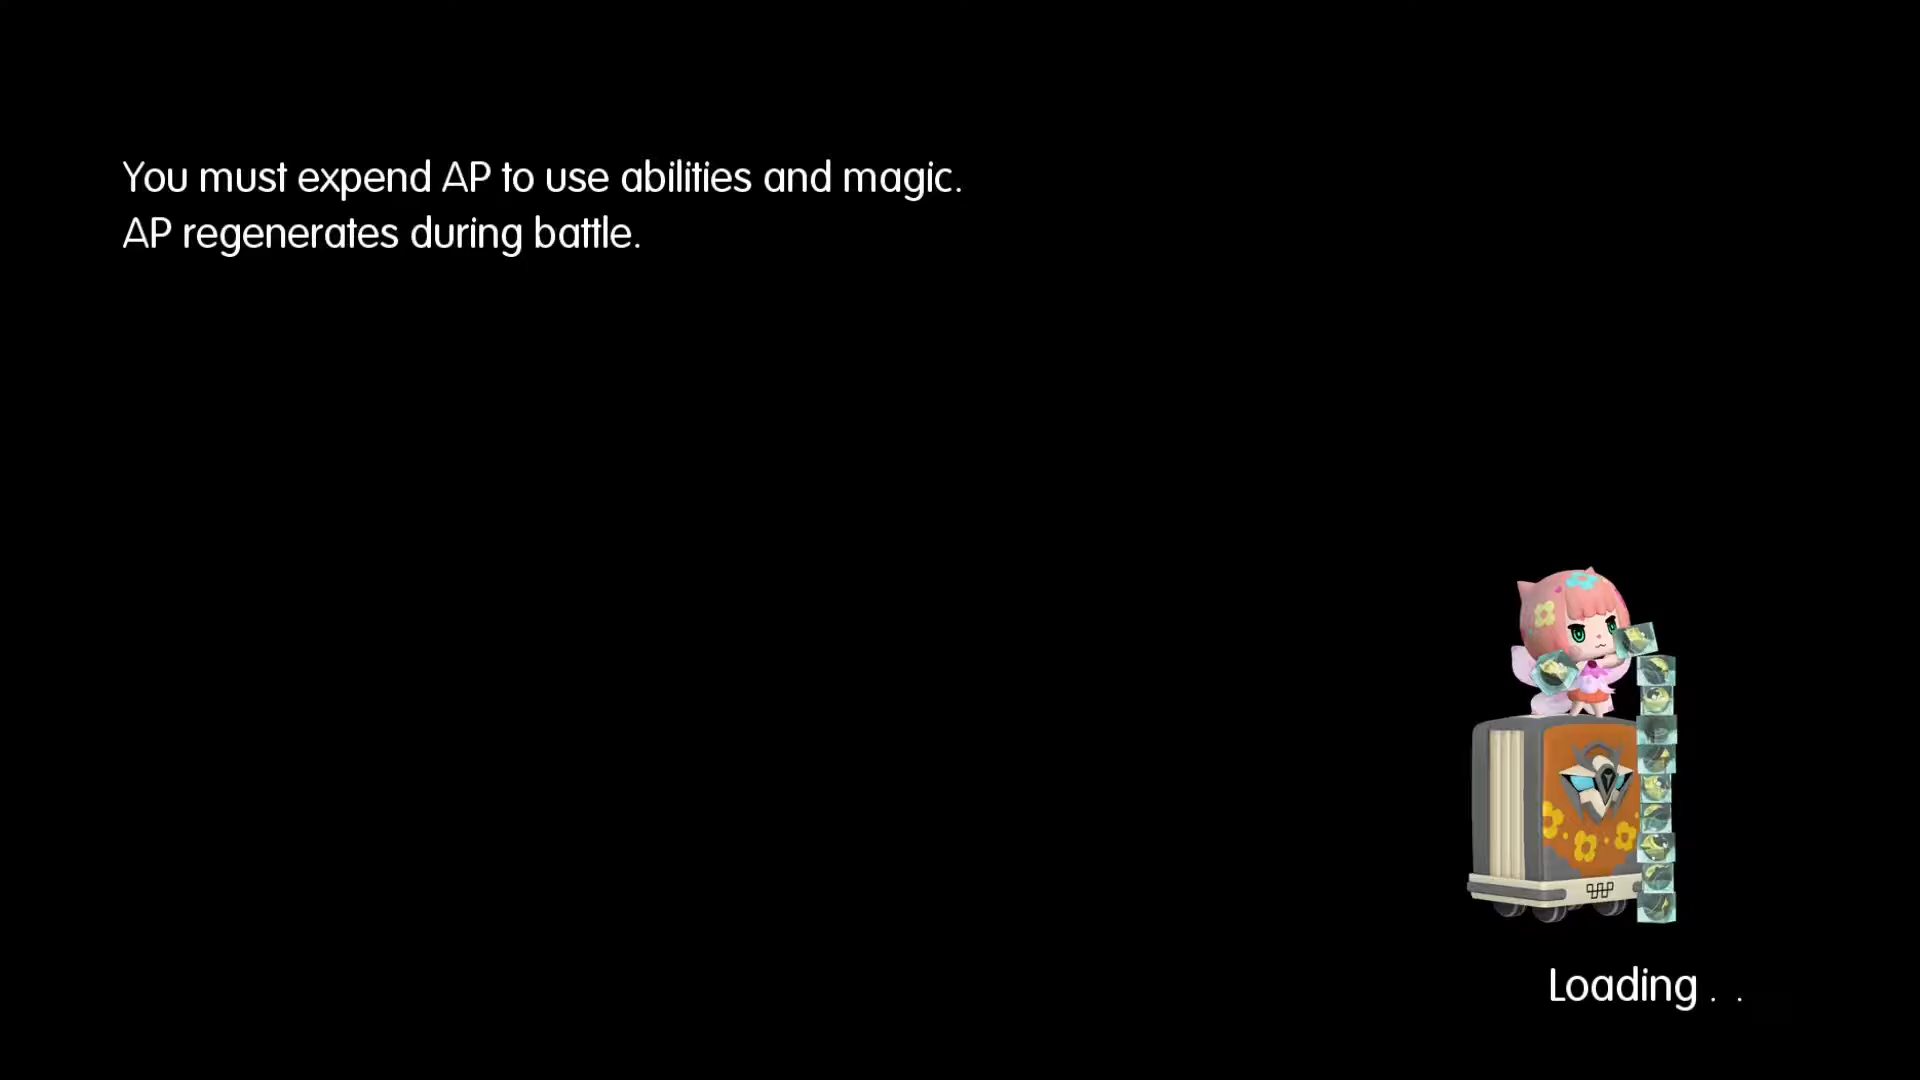 You must expend AP to use abilities and magic.
AP regenerates during battle.
Loading . .